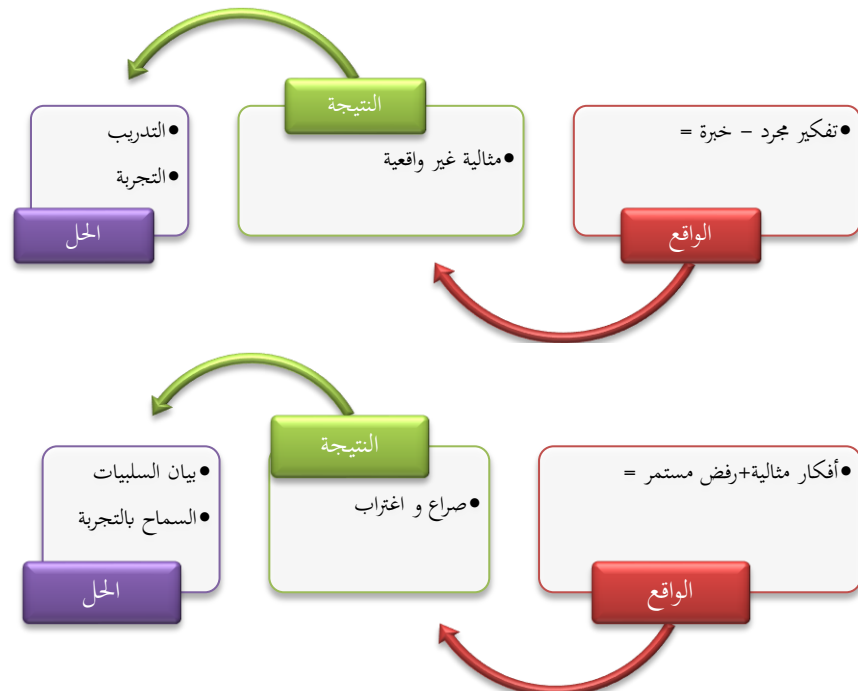 •تفكير مجرد – خبرة =
الواقع
النتيجة
•مثالية غير واقعية
•التدريب
•التجربة
الحل
•أفكار مثالية+رفض مستمر =
الواقع
النتيجة
•صراع و اغتراب
•بيان السلبيات
•السماح بالتجربة
الحل